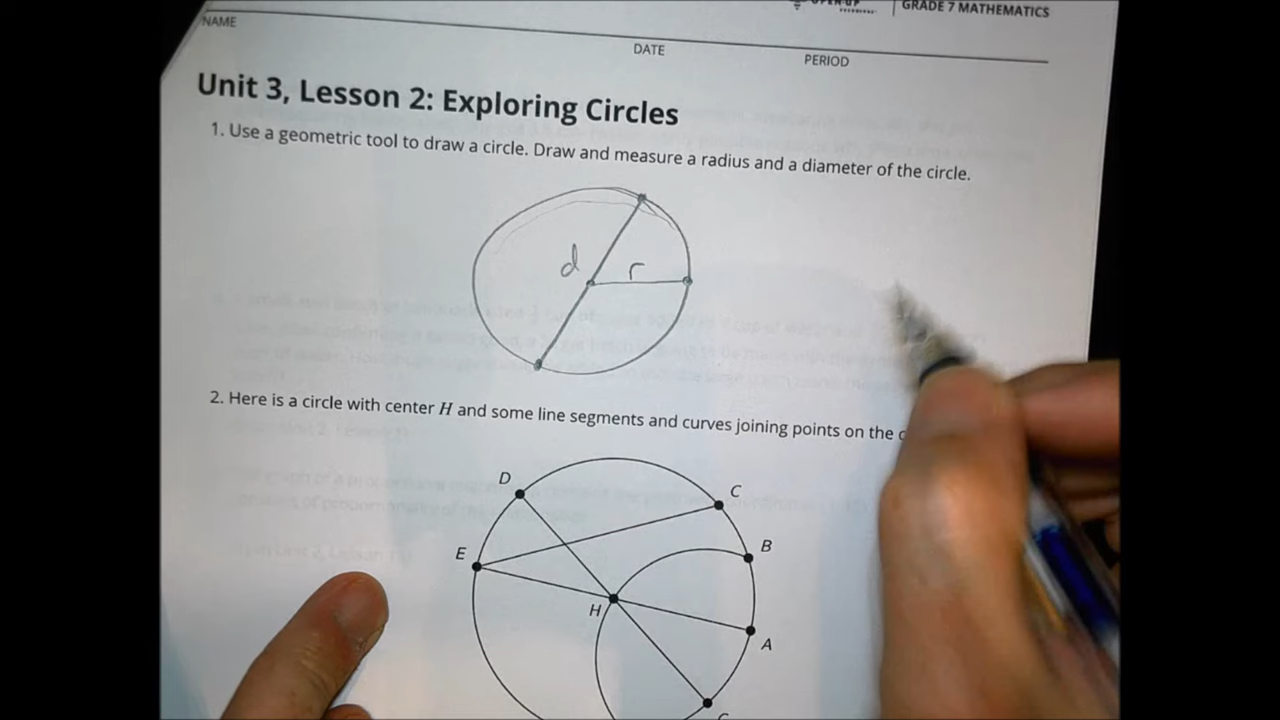 GRADE 7 MATHEMATICS
NAME
DATE
PERIOD
Unit 3, Lesson 2: Exploring Circles
1. Use a geometric tool to draw a circle. Draw and measure a radius and a diameter of the circle.
d
r
2. Here is a circle with center H and some line segments and curves joining points on the
D
C
B
E
H
A